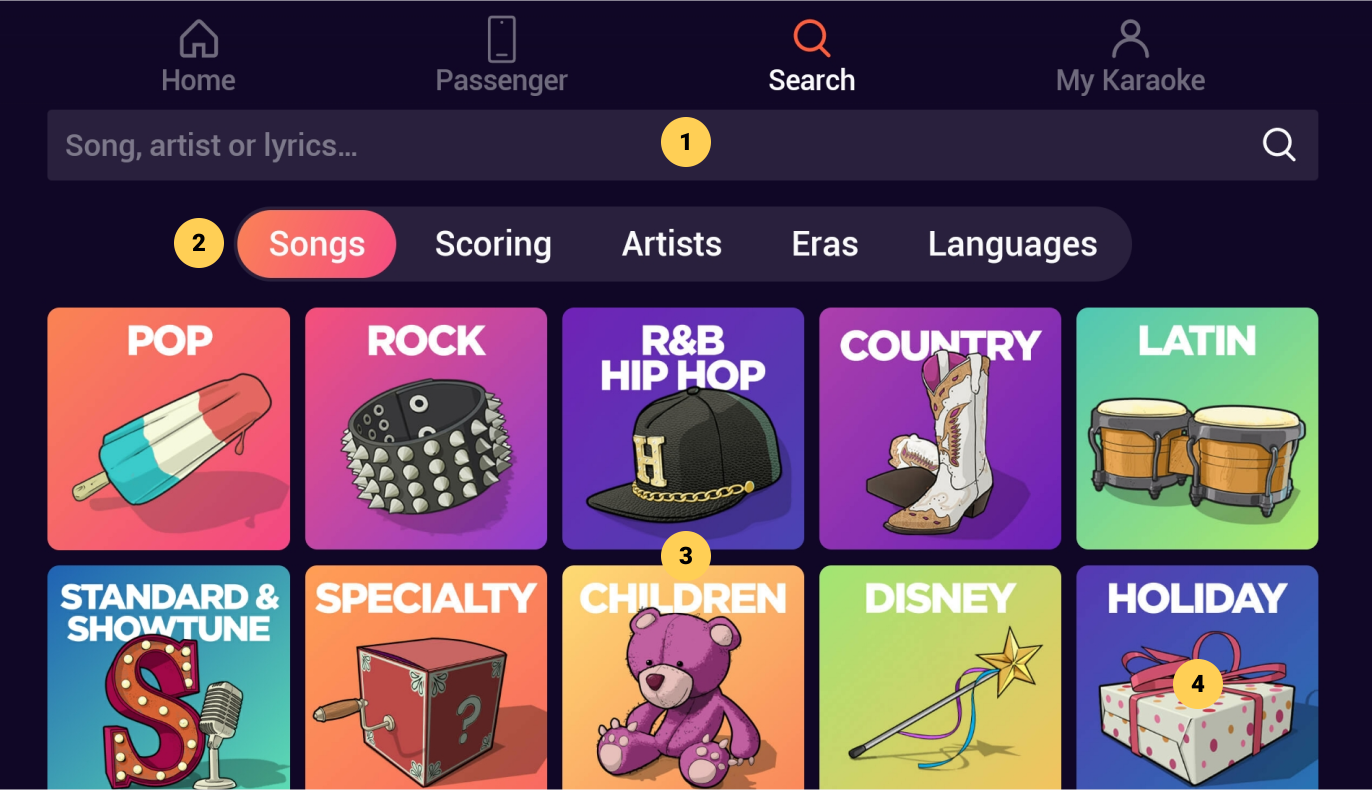 Home
Passenger
Search
My Karaoke
Song, artist or lyrics...
1
2
Songs
Scoring
Artists
Eras
Languages
POP
ROCK
R&B
HIP HOP
H
COUNTRY
LATIN
3
STANDARD &
SHOWTUNE
S
SPECIALTY
?
CHILDREN
DISNEY
HOLIDAY
4